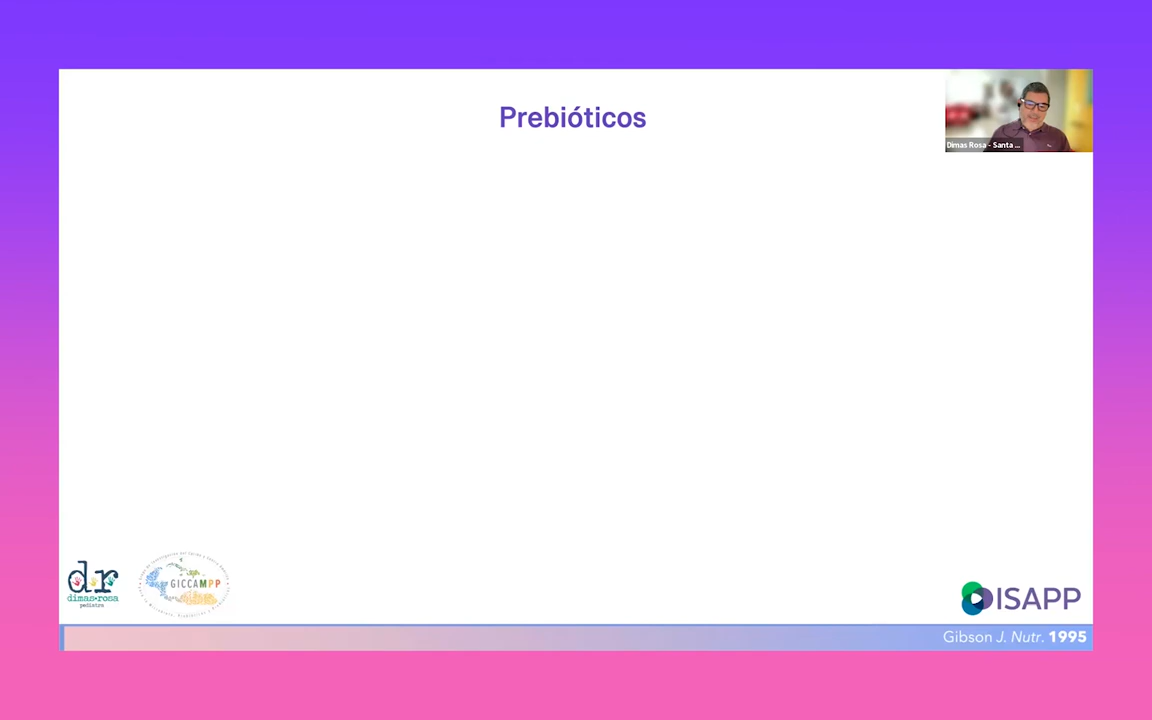 Prebióticos
Dimas Rosa - Santa ...
dr
dimas·rosa
pediatra
GICCAMPP
ISAPP
Gibson J. Nutr. 1995